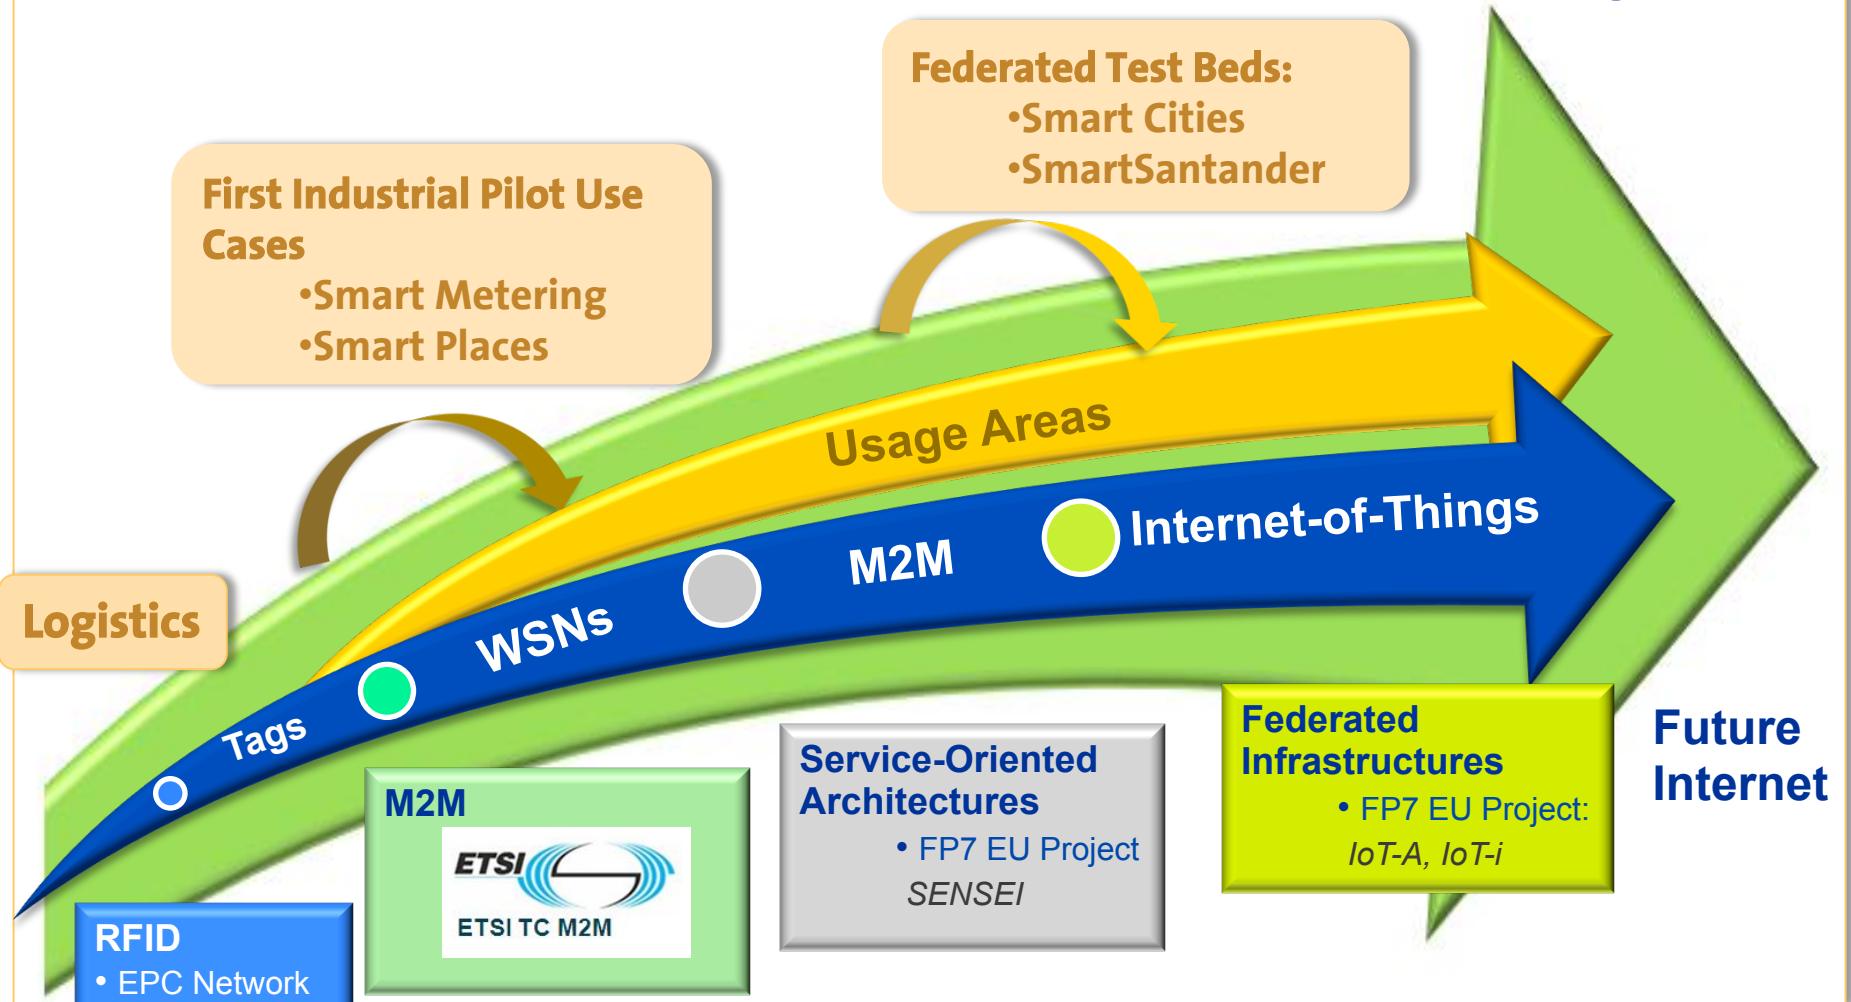 Federated Test Beds:
•Smart Cities
•SmartSantander
First Industrial Pilot Use
Cases
•Smart Metering
•Smart Places
Usage Areas
Logistics
Tags
WSNs
M2M
Internet-of-Things
RFID
• EPC Network
M2M
ETSI
ETSI TC M2M
Service-Oriented
Architectures
• FP7 EU Project
SENSEI
Federated
Infrastructures
• FP7 EU Project:
IoT-A, IoT-i
Future
Internet